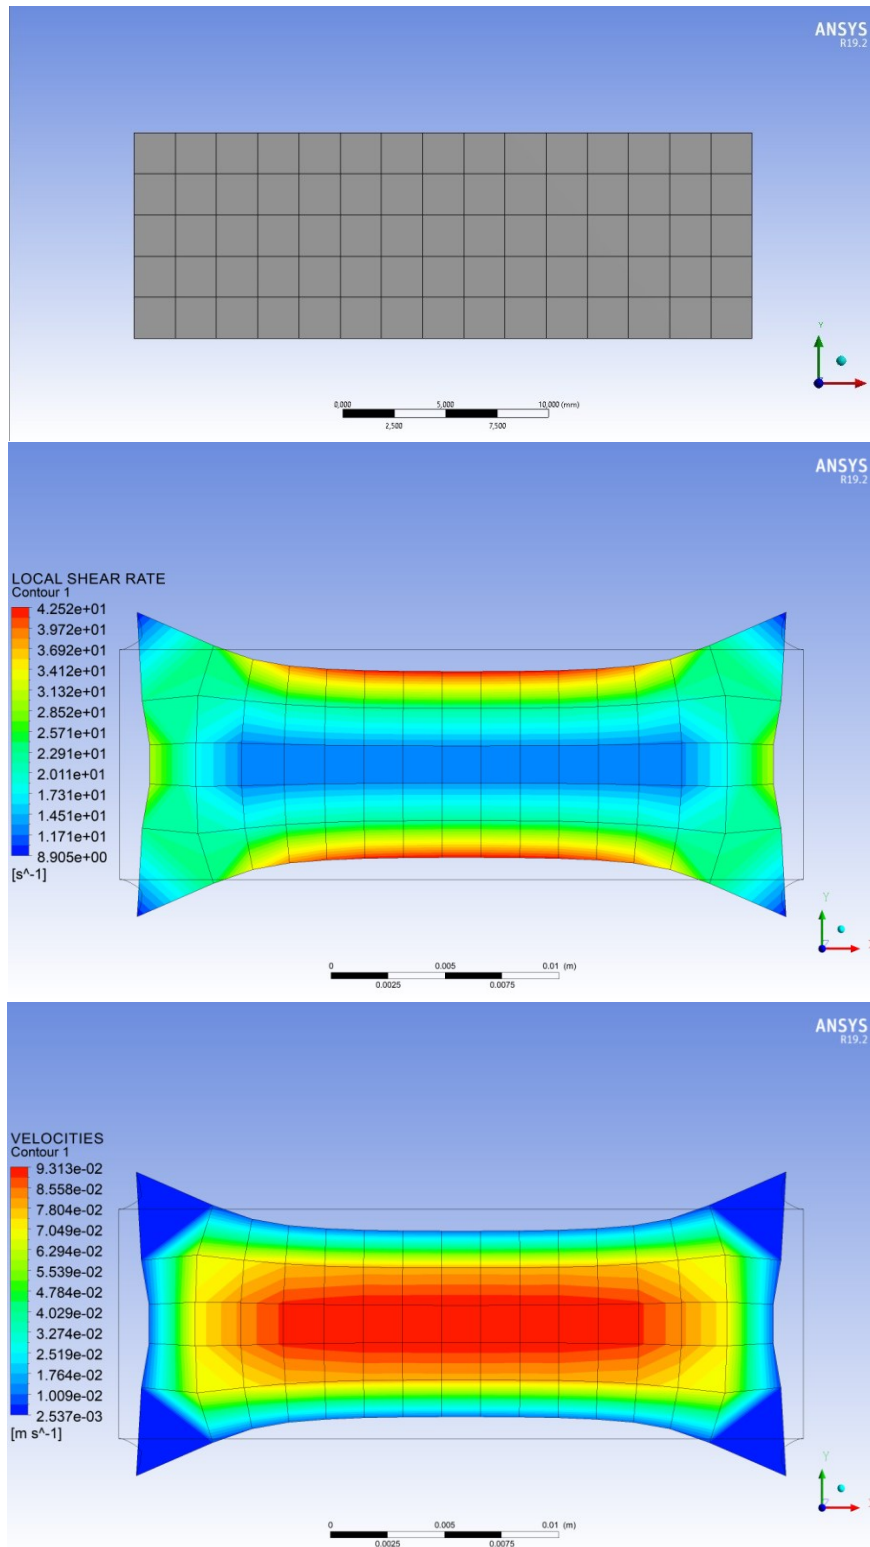 ANSYS
R19.2
Y
0,000 5,000 10,000 (mm)
2,500 7,500
ANSYS
R19.2
LOCAL SHEAR RATE
Contour 1
4.252e+01
3.972e+01
3.692e+01
3.412e+01
3.132e+01
2.852e+01
2.571e+01
2.291e+01
2.011e+01
1.731e+01
1.451e+01
1.171e+01
8.905e+00
[s^-1]
Y
0 0.005 0.01 (m)
0.0025 0.0075
ANSYS
R19.2
VELOCITIES
Contour 1
9.313e-02
8.558e-02
7.804e-02
7.049e-02
6.294e-02
5.539e-02
4.784e-02
4.029e-02
3.274e-02
2.519e-02
1.764e-02
1.009e-02
2.537e-03
[m s^-1]
Y
0 0.005 0.01 (m)
0.0025 0.0075